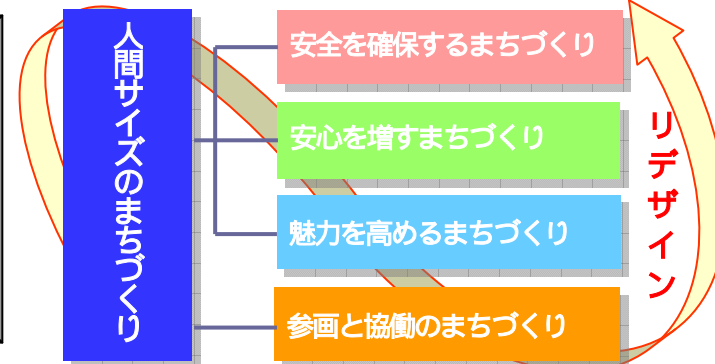 人間サイズのまちづくり
安全を確保するまちづくり
安心を増すまちづくり
魅力を高めるまちづくり
参画と協働のまちづくり
リデザイン